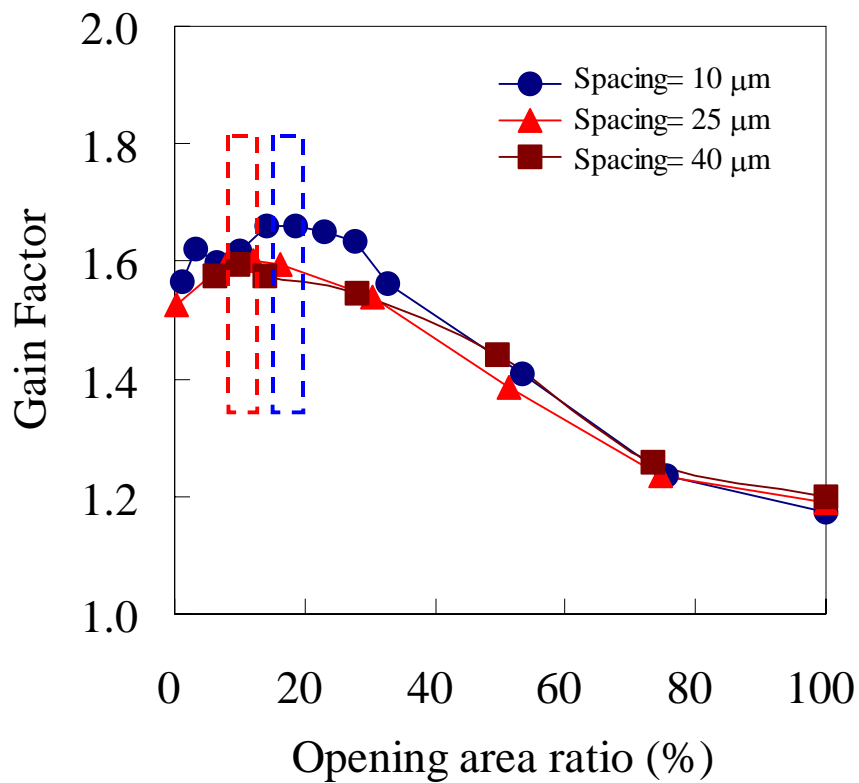 2.0
1.8
1.6
1.4
1.2
1.0
Gain Factor
Spacing= 10 μm
Spacing= 25 μm
Spacing= 40 μm
0 20 40 60 80 100
Opening area ratio (%)